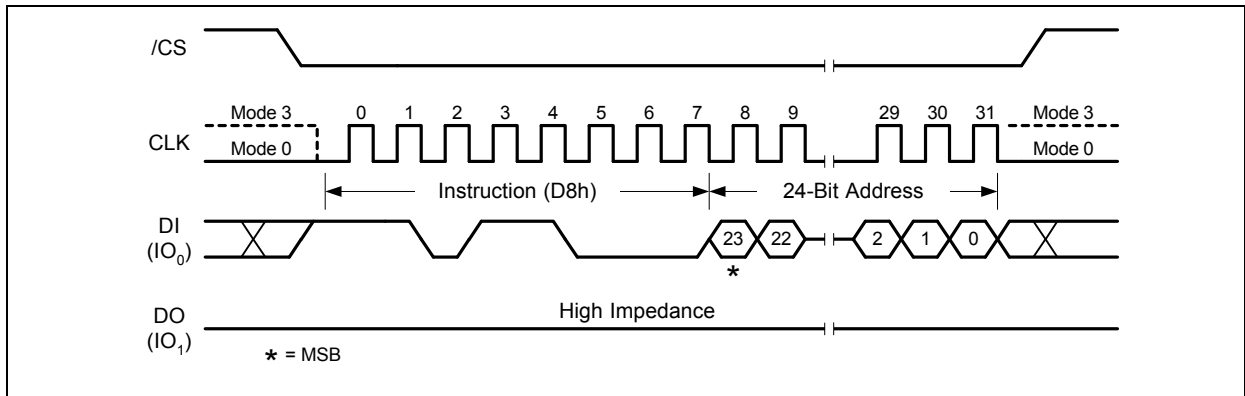 /CS
Mode 3 0 1 2 3 4 5 6 7 8 9 29 30 31 Mode 3
CLK
Mode 0 Mode 0
Instruction (D8h) 24-Bit Address
DI
(IO0) 23 22 2 1 0
*
DO High Impedance
(IO1)
* = MSB